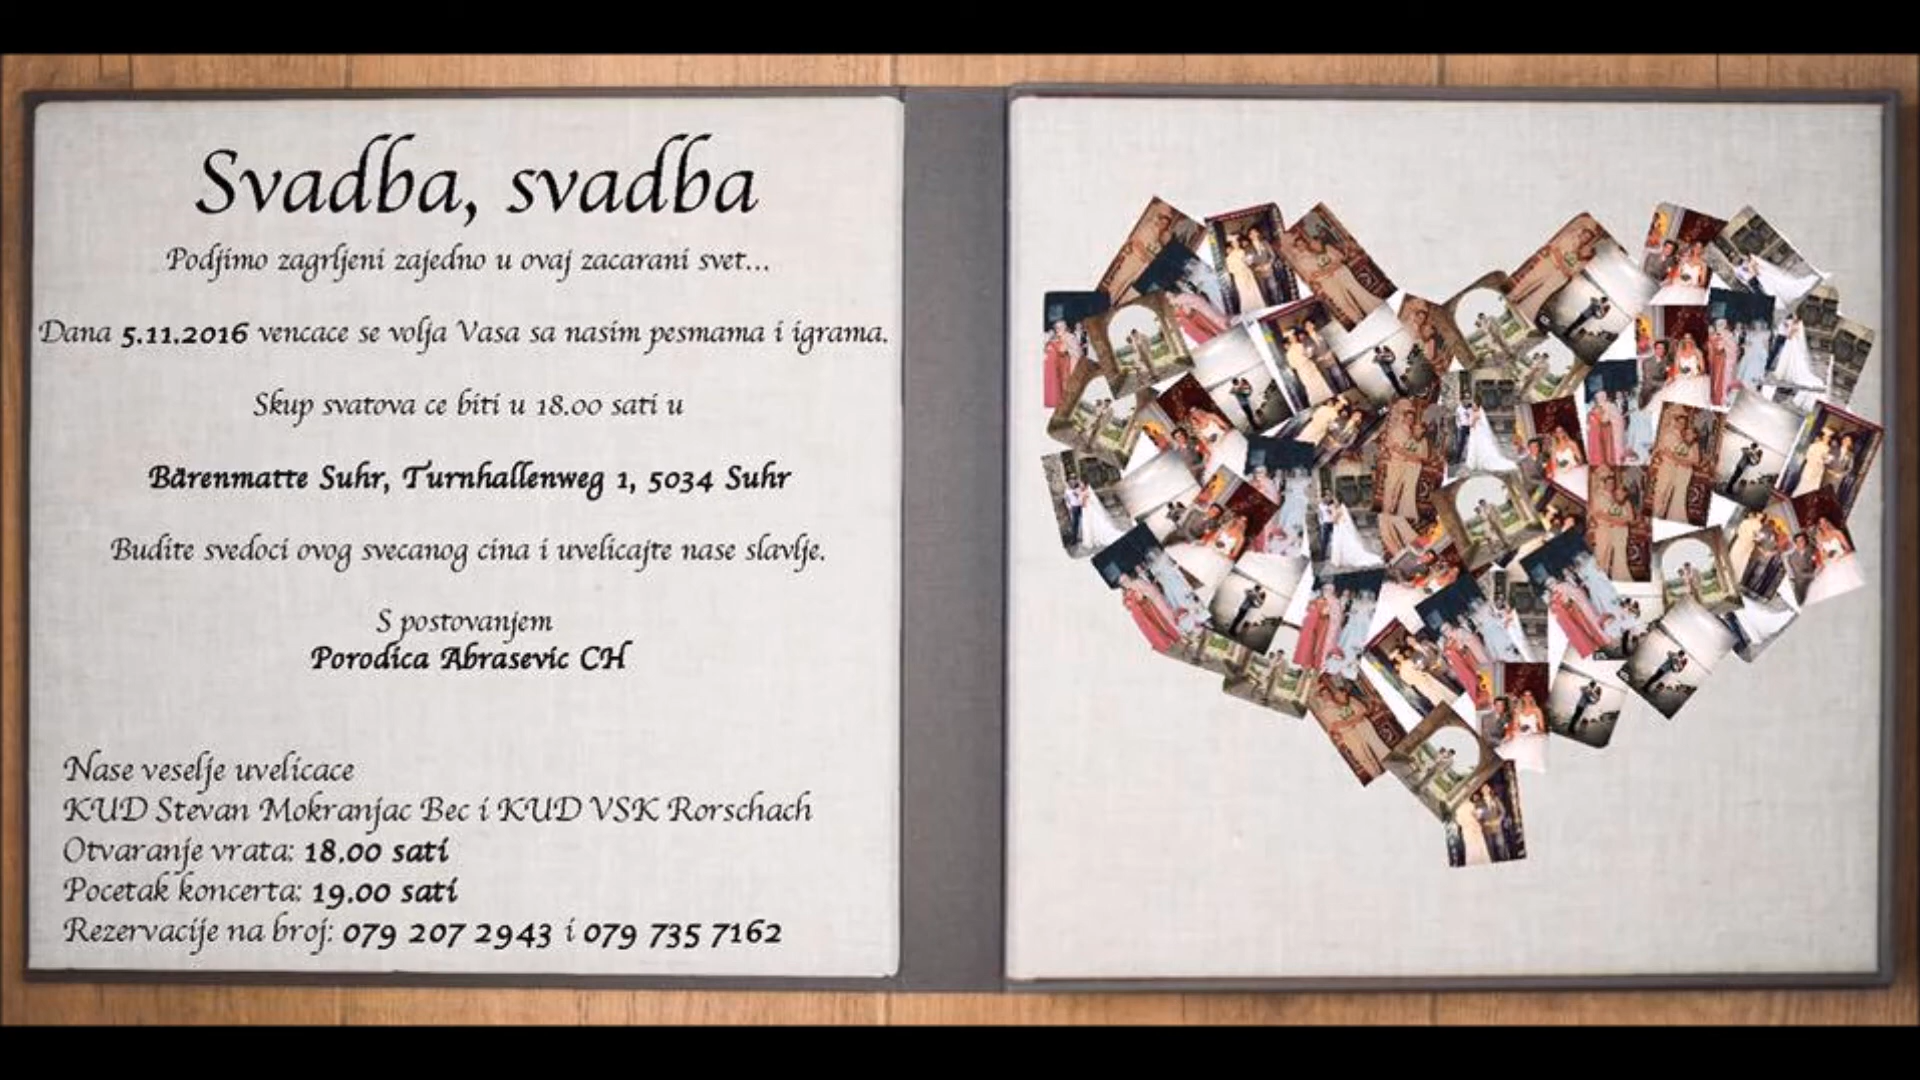 Svadba, svadba
Podjimo zagrljeni zajedno u ovaj zacarani svet...
Dana 5.11.2016 vencace se volja Vasa sa nasim pesmama i igrama.
Skup svatova ce biti u 18.00 sati u
Bärenmatte Suhr, Turnhallenweg 1, 5034 Suhr
Budite svedoci ovog svecanog cina i uvelicajte nase slavlje.
S postovanjem
Porodica Abrasevic CH
Nase veselje uvelicace
KUD Stevan Mokranjac Bec i KUD VSK Rorschach
Otvaranje vrata: 18.00 sati
Pocetak koncerta: 19.00 sati
Rezervacije na broj: 079 207 2943 i 079 735 7162